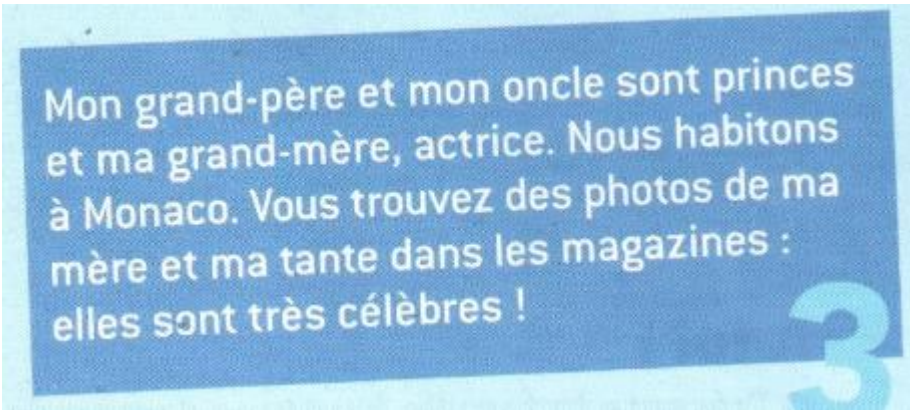 Mon grand-père et mon oncle sont princes
et ma grand-mère, actrice. Nous habitons
à Monaco. Vous trouvez des photos de ma
mère et ma tante dans les magazines :
elles sont très célèbres !
3